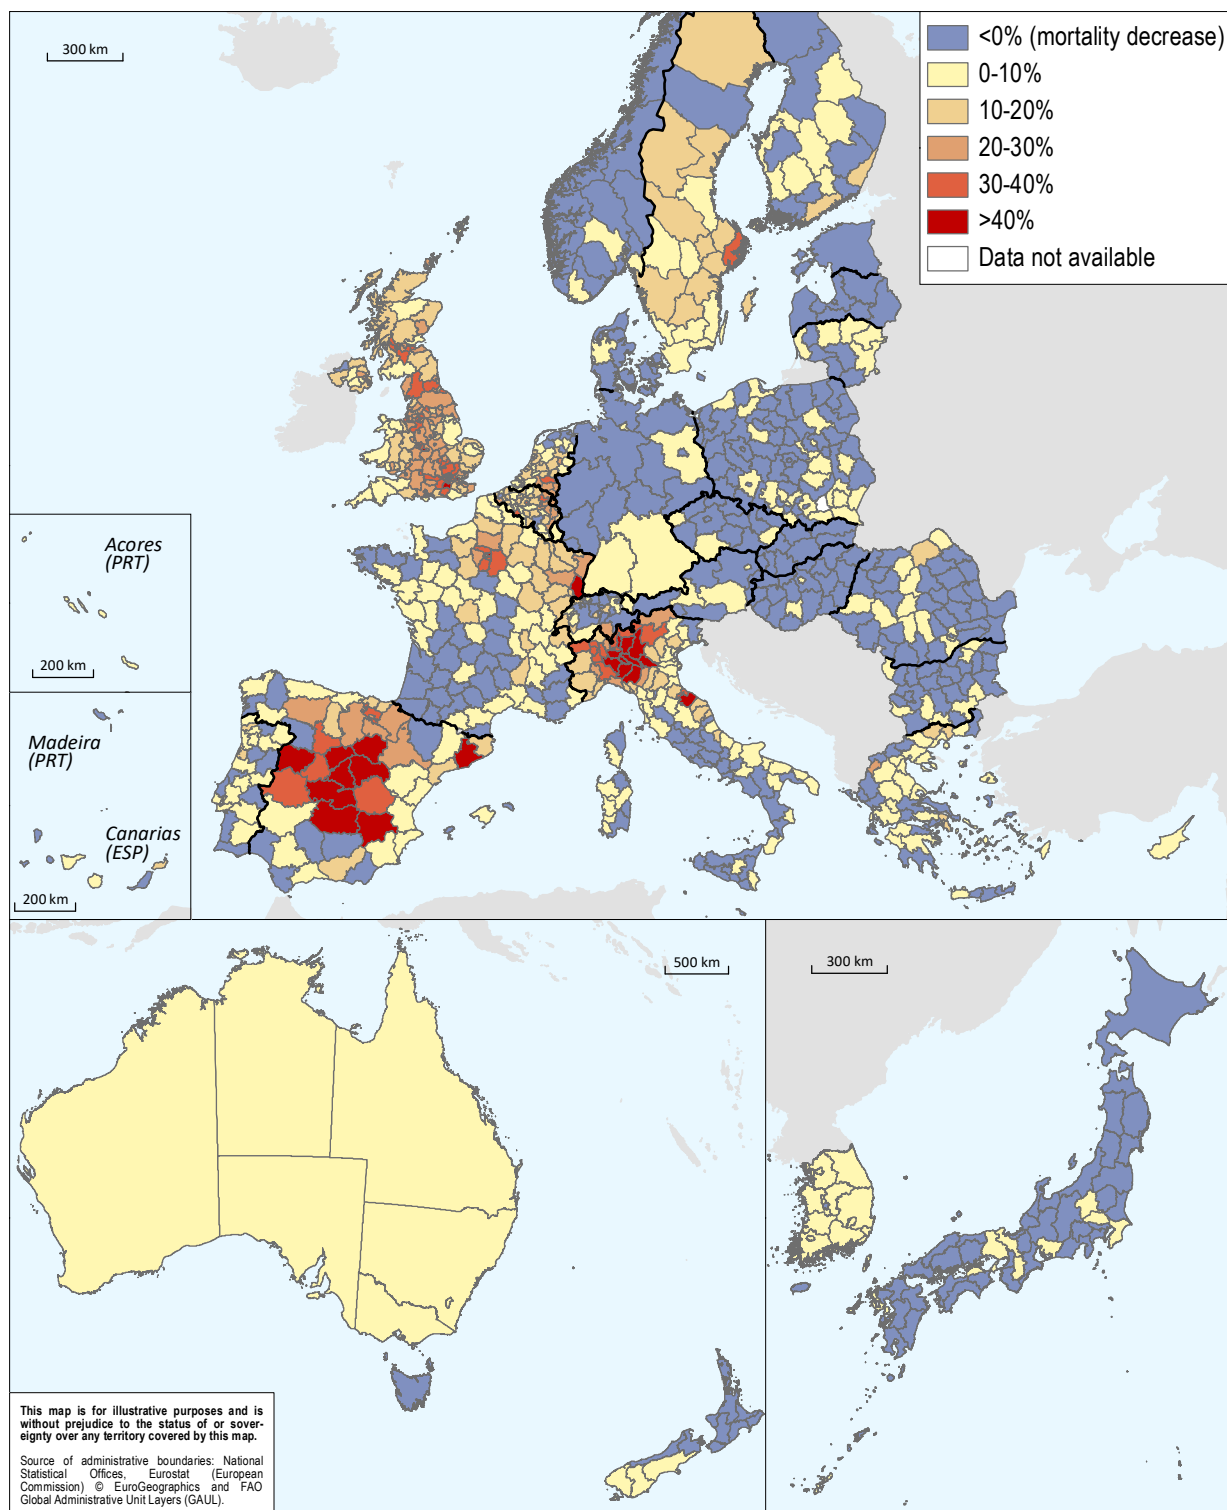 300 km
<0% (mortality decrease)
0-10%
10-20%
20-30%
30-40%
>40%
Data not available
Acores
(PRT)
200 km
Madeira
(PRT)
Canarias
(ESP)
200 km
500 km
300 km
This map is for illustrative purposes and is
without prejudice to the status of or sover-
eignty over any territory covered by this map.
Source of administrative boundaries: National
Statistical Offices, Eurostat (European
Commission) © EuroGeographics and FAO
Global Administrative Unit Layers (GAUL).